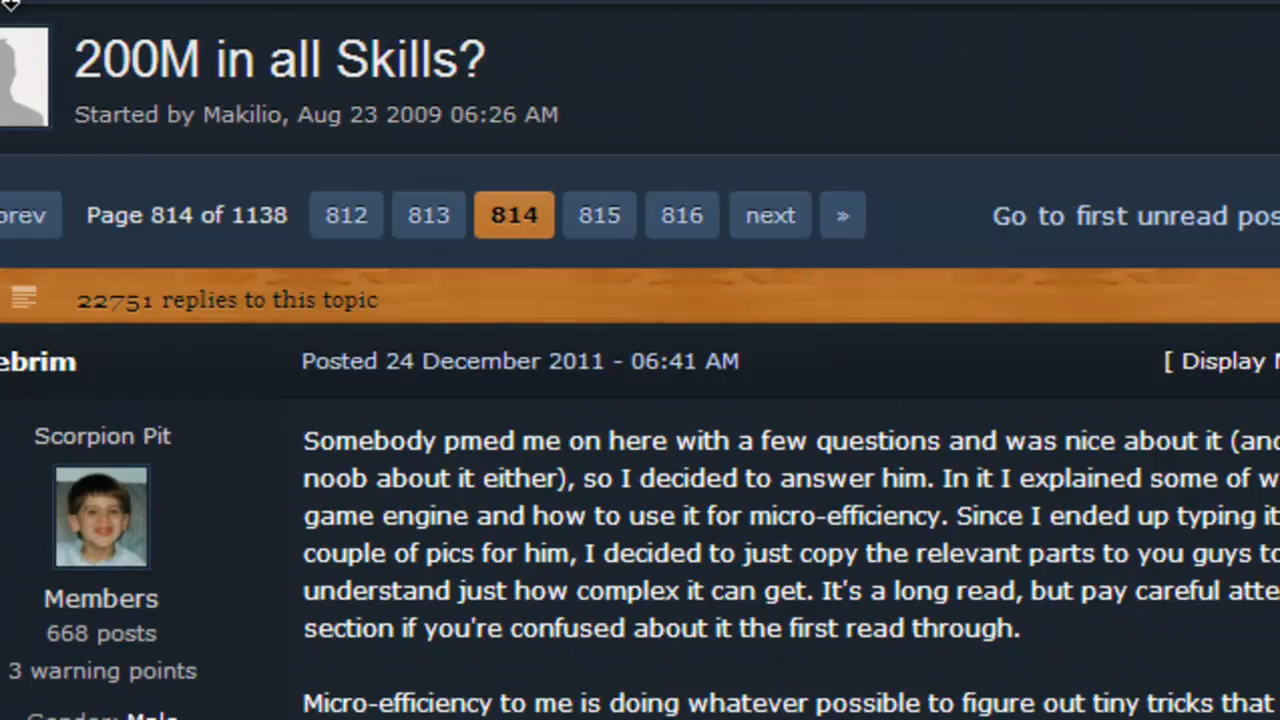 200M in all Skills?
Started by Makilio, Aug 23 2009 06:26 AM
prev Page 814 of 1138 812 813 814 815 816 next » Go to first unread pos
22751 replies to this topic
ebrim Posted 24 December 2011 - 06:41 AM [ Display
Scorpion Pit
Somebody pmed me on here with a few questions and was nice about it (and
noob about it either), so I decided to answer him. In it I explained some of w
game engine and how to use it for micro-efficiency. Since I ended up typing it
couple of pics for him, I decided to just copy the relevant parts to you guys to
understand just how complex it can get. It's a long read, but pay careful atte
section if you're confused about it the first read through.
Members
668 posts
3 warning points
Gender: Male
Micro-efficiency to me is doing whatever possible to figure out tiny tricks that